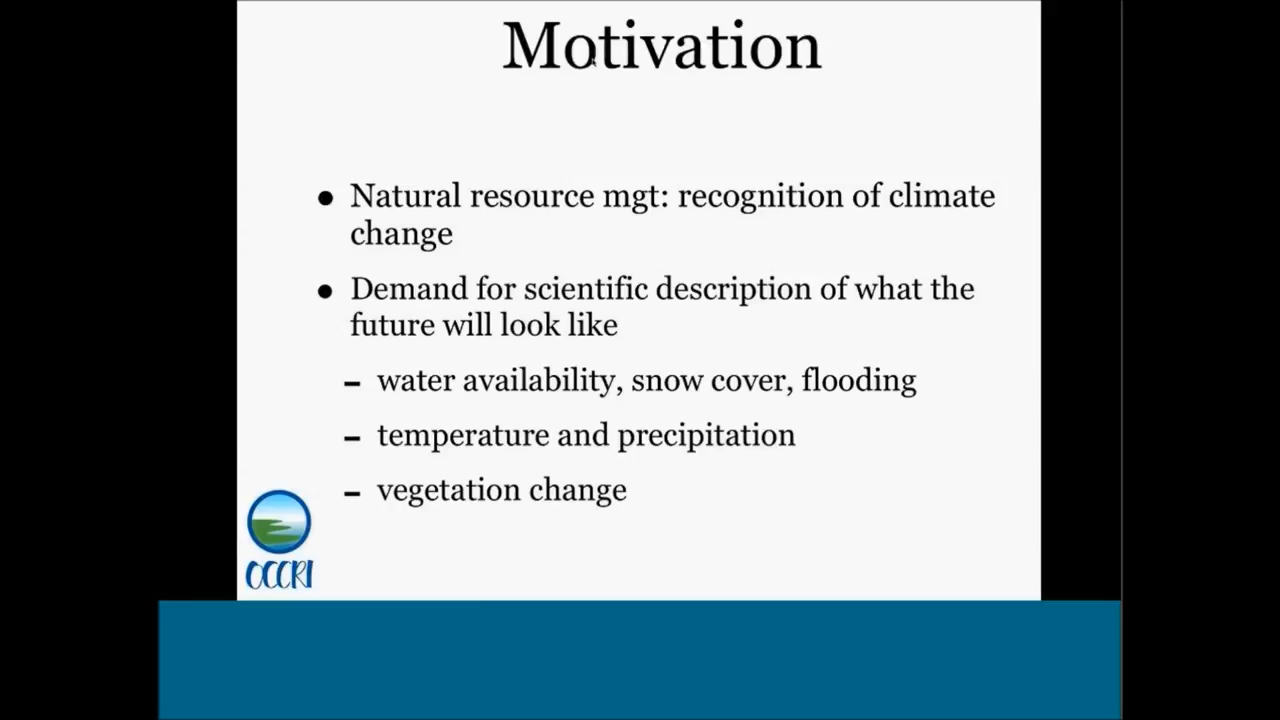 Motivation
● Natural resource mgt: recognition of climate
change
● Demand for scientific description of what the
future will look like
– water availability, snow cover, flooding
– temperature and precipitation
– vegetation change
OCCRI